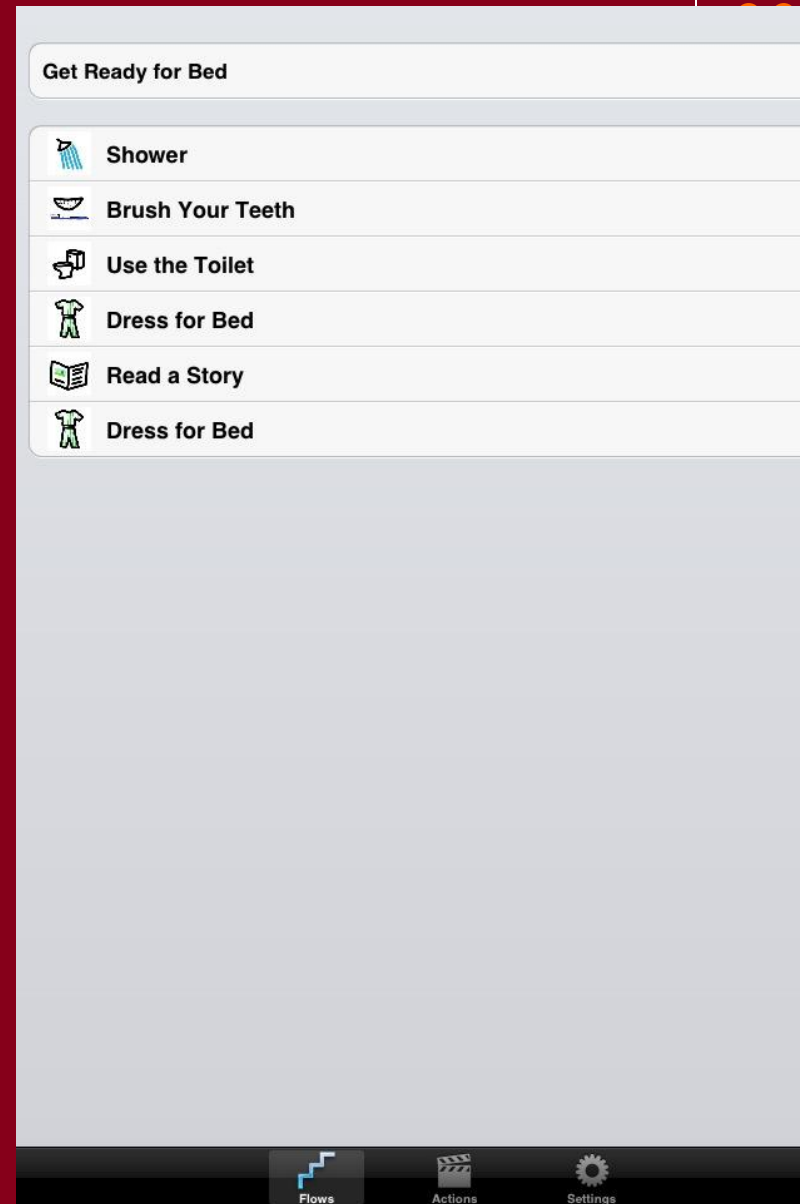 Get Ready for Bed
Shower
Brush Your Teeth
Use the Toilet
Dress for Bed
Read a Story
Dress for Bed
Flows
Actions
Settings